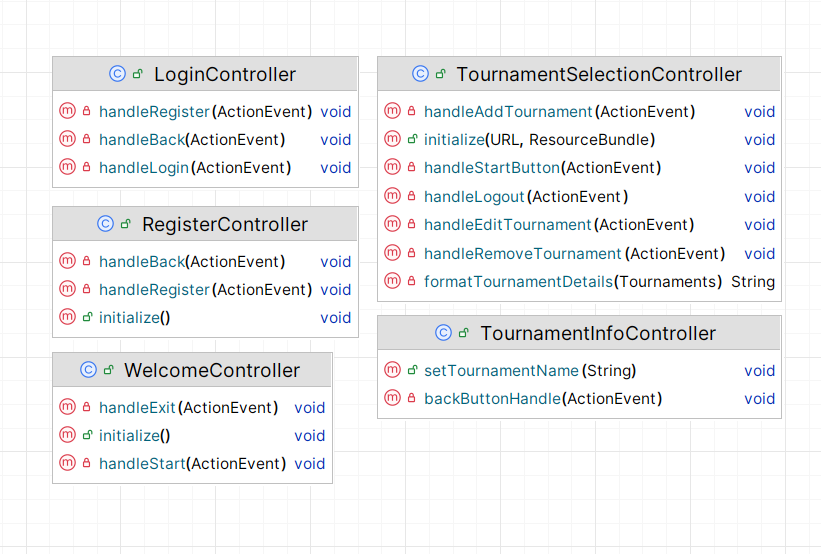 LoginController
handleRegister(ActionEvent) void
handleBack(ActionEvent) void
handleLogin(ActionEvent) void
RegisterController
handleBack(ActionEvent) void
handleRegister(ActionEvent) void
initialize() void
WelcomeController
handleExit(ActionEvent) void
initialize() void
handleStart(ActionEvent) void
TournamentSelectionController
handleAddTournament(ActionEvent) void
initialize(URL, ResourceBundle) void
handleStartButton(ActionEvent) void
handleLogout(ActionEvent) void
handleEditTournament(ActionEvent) void
handleRemoveTournament(ActionEvent) void
formatTournamentDetails(Tournaments) String
TournamentInfoController
setTournamentName(String) void
backButtonHandle(ActionEvent) void